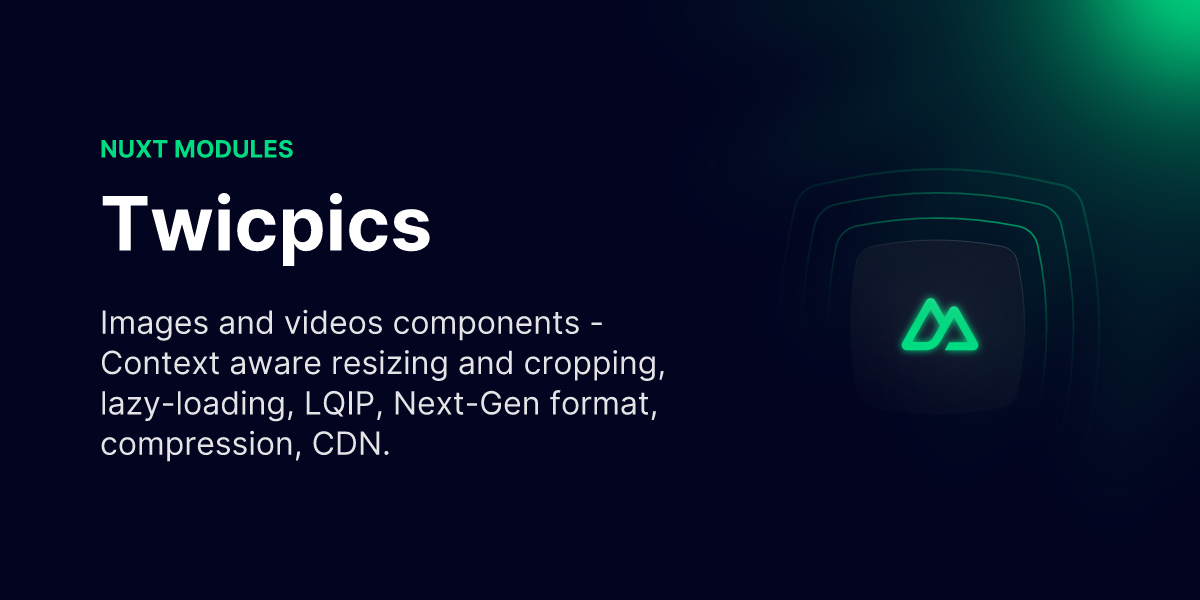 NUXT MODULES
Twicpics
Images and videos components -
Context aware resizing and cropping,
lazy-loading, LQIP, Next-Gen format,
compression, CDN.